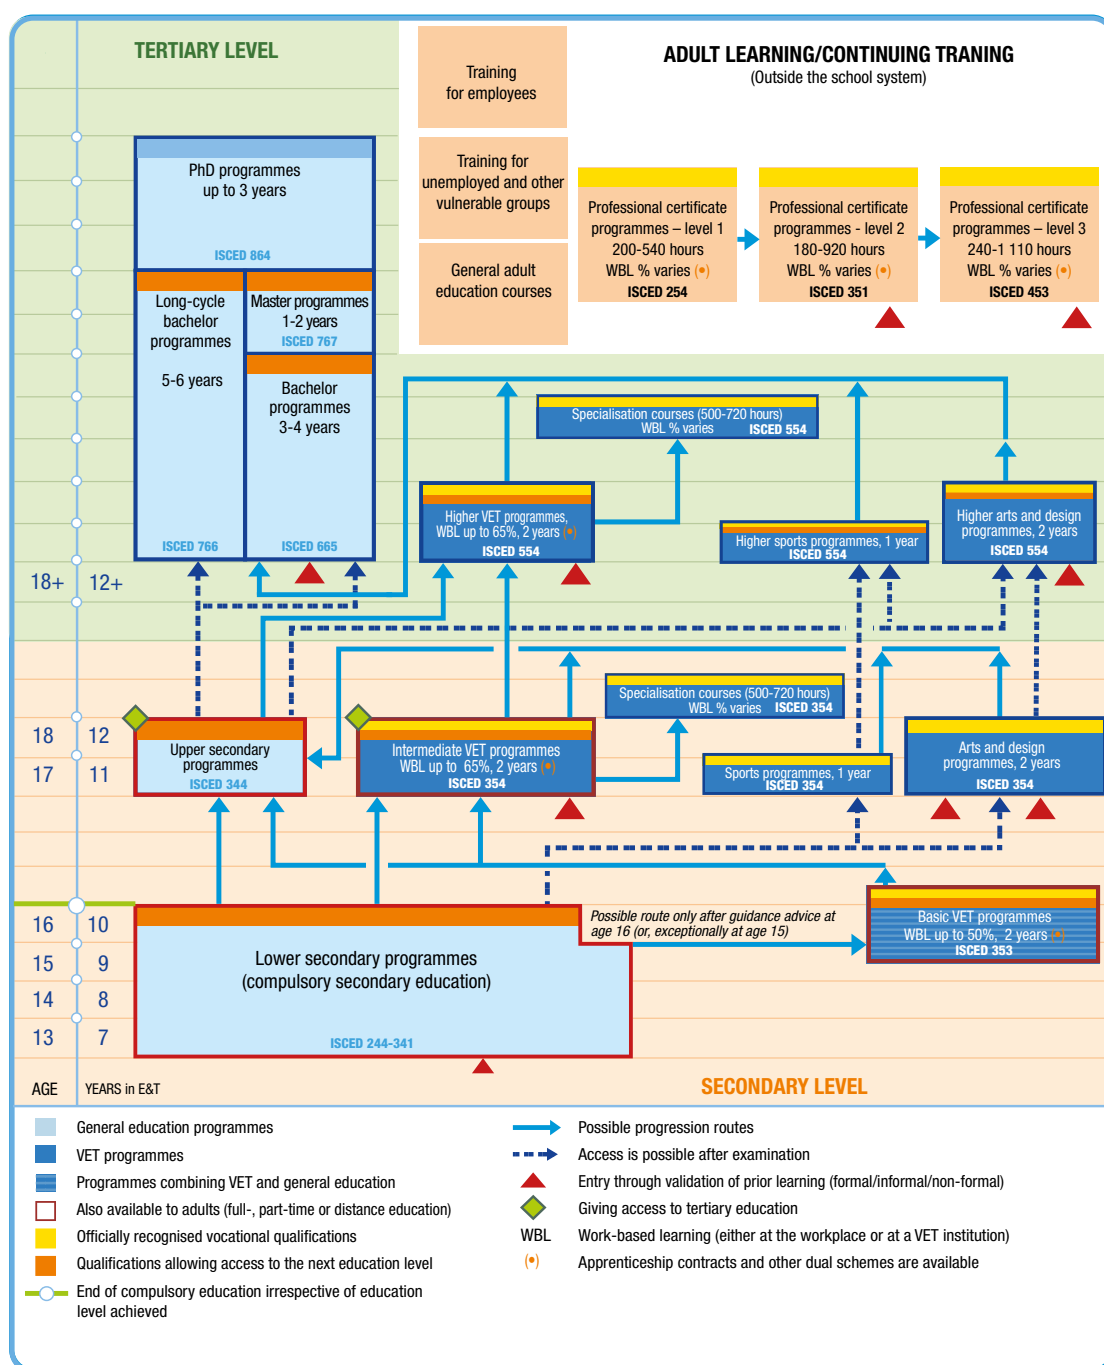 TERTIARY LEVEL
ADULT LEARNING/CONTINUING TRANING
(Outside the school system)
Training
for employees
Training for
unemployed and other
vulnerable groups
General adult
education courses
Professional certificate
programmes – level 1
200-540 hours
WBL % varies (•)
ISCED 254
Professional certificate
programmes - level 2
180-920 hours
WBL % varies (•)
ISCED 351
Professional certificate
programmes – level 3
240-1 110 hours
WBL % varies (•)
ISCED 453
PhD programmes
up to 3 years
ISCED 864
Long-cycle
bachelor
programmes
5-6 years
ISCED 766
Master programmes
1-2 years
ISCED 767
Bachelor
programmes
3-4 years
ISCED 665
Specialisation courses (500-720 hours)
WBL % varies ISCED 554
Higher VET programmes,
WBL up to 65%, 2 years (•)
ISCED 554
Higher sports programmes, 1 year
ISCED 554
Higher arts and design
programmes, 2 years
ISCED 554
18+ 12+
Specialisation courses (500-720 hours)
WBL % varies ISCED 354
18 12
17 11
Upper secondary
programmes
ISCED 344
Intermediate VET programmes
WBL up to 65%, 2 years (•)
ISCED 354
Sports programmes, 1 year
ISCED 354
Arts and design
programmes, 2 years
ISCED 354
16 10
15 9
14 8
13 7
Possible route only after guidance advice at
age 16 (or, exceptionally at age 15)
Basic VET programmes
WBL up to 50%, 2 years (•)
ISCED 353
Lower secondary programmes
(compulsory secondary education)
ISCED 244-341
AGE YEARS in E&T
SECONDARY LEVEL
General education programmes
VET programmes
Programmes combining VET and general education
Also available to adults (full-, part-time or distance education)
Officially recognised vocational qualifications
Qualifications allowing access to the next education level
End of compulsory education irrespective of education
level achieved
Possible progression routes
Access is possible after examination
Entry through validation of prior learning (formal/informal/non-formal)
Giving access to tertiary education
WBL Work-based learning (either at the workplace or at a VET institution)
(•) Apprenticeship contracts and other dual schemes are available